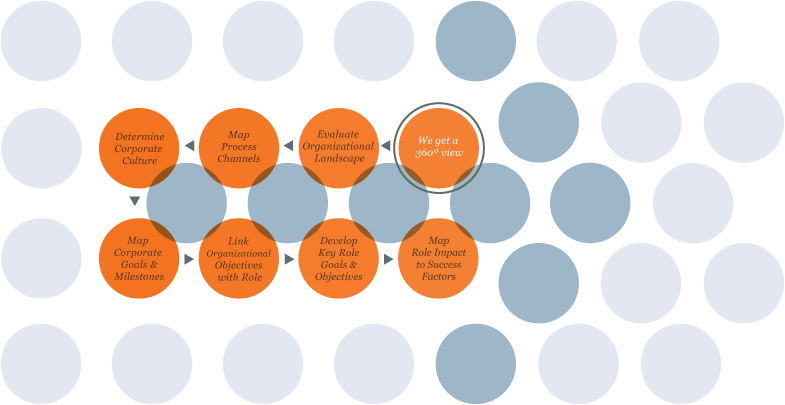 Determine
Corporate
Culture
Map
Process
Channels
Evaluate
Organizational
Landscape
We get a
360º view
Map
Corporate
Goals &
Milestones
Link
Organizational
Objectives
with Role
Develop
Key Role
Goals &
Objectives
Map
Role Impact
to Success
Factors